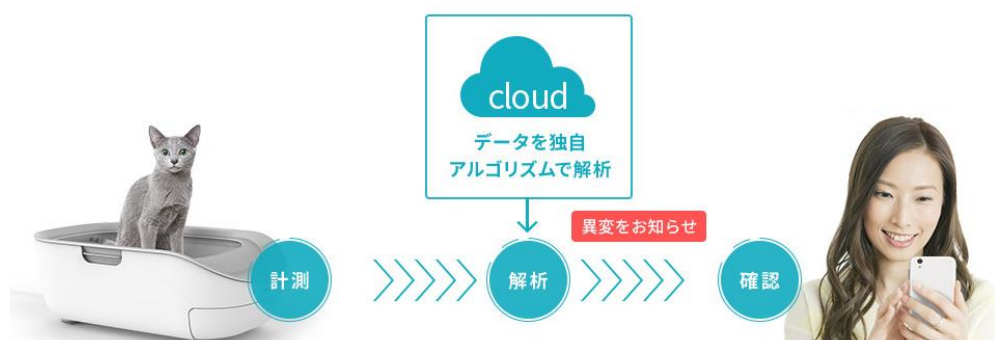 cloud
データを独自
アルゴリズムで解析
異変をお知らせ
計測
解析
確認